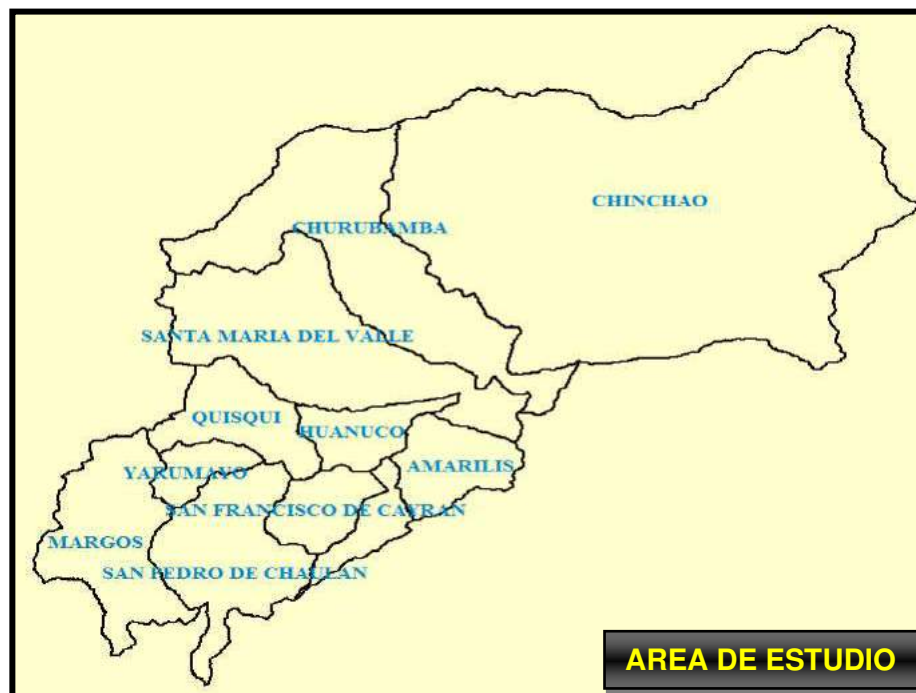 CHINCHAO
CHURUBAMBA
SANTA MARIA DEL VALLE
QUISQUI
HUANUCO
YARUMAYO
AMARILIS
SAN FRANCISCO DE CAYRAN
MARGOS
SAN PEDRO DE CHAULAN
AREA DE ESTUDIO